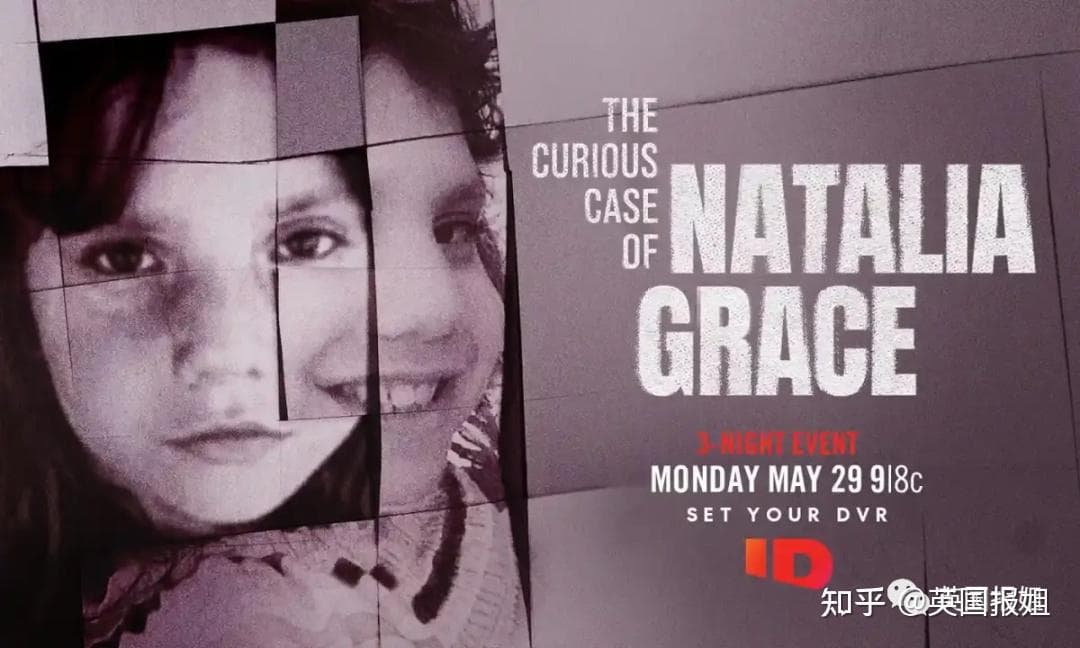 THE
CURIOUS
CASE
OF NATALIA
GRACE
3-NIGHT EVENT
MONDAY MAY 29 9|8c
SET YOUR DVR
ID
知乎 @英国报姐